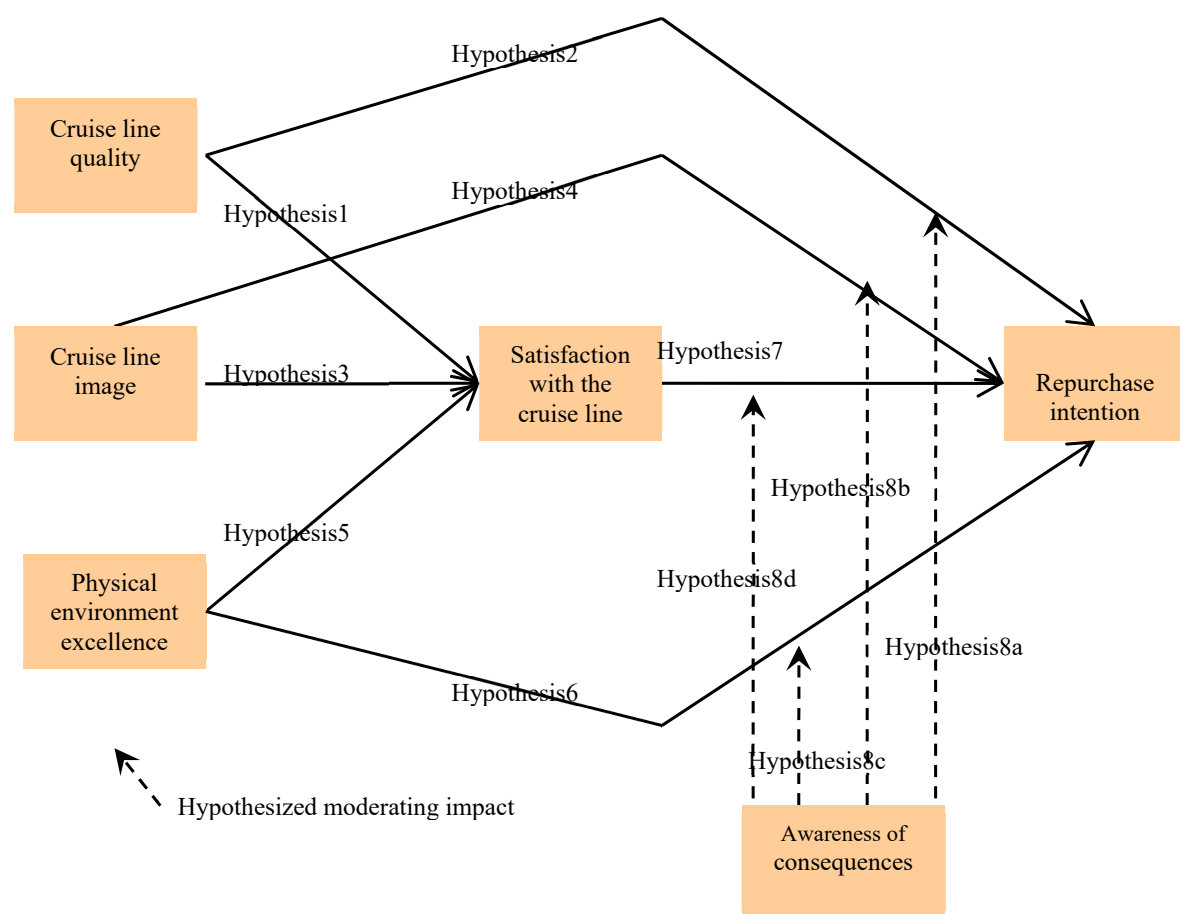 Hypothesis2
Cruise line
quality
Hypothesis4
Hypothesis1
Cruise line
image
Hypothesis3
Satisfaction
with the
cruise line
Hypothesis7
Repurchase
intention
Hypothesis8b
Hypothesis5
Hypothesis8d
Physical
environment
excellence
Hypothesis8a
Hypothesis6
Hypothesis8c
Hypothesized moderating impact
Awareness of
consequences